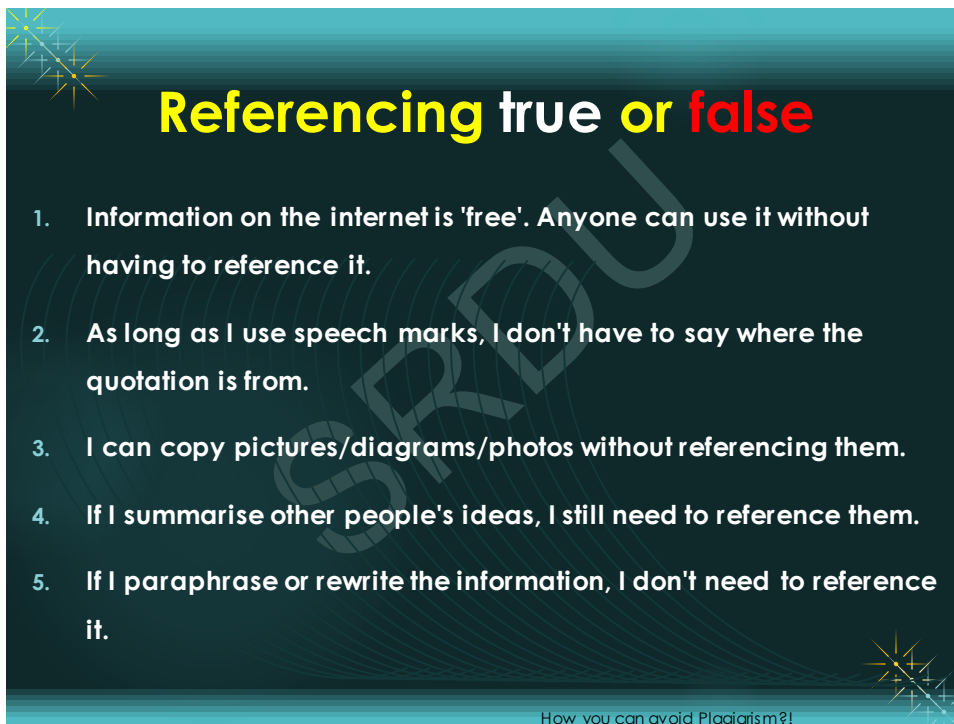 Referencing true or false
1. Information on the internet is 'free'. Anyone can use it without
having to reference it.
2. As long as I use speech marks, I don't have to say where the
quotation is from.
3. I can copy pictures/diagrams/photos without referencing them.
4. If I summarise other people's ideas, I still need to reference them.
5. If I paraphrase or rewrite the information, I don't need to reference
it.
SRDU
How you can avoid Plagiarism?!